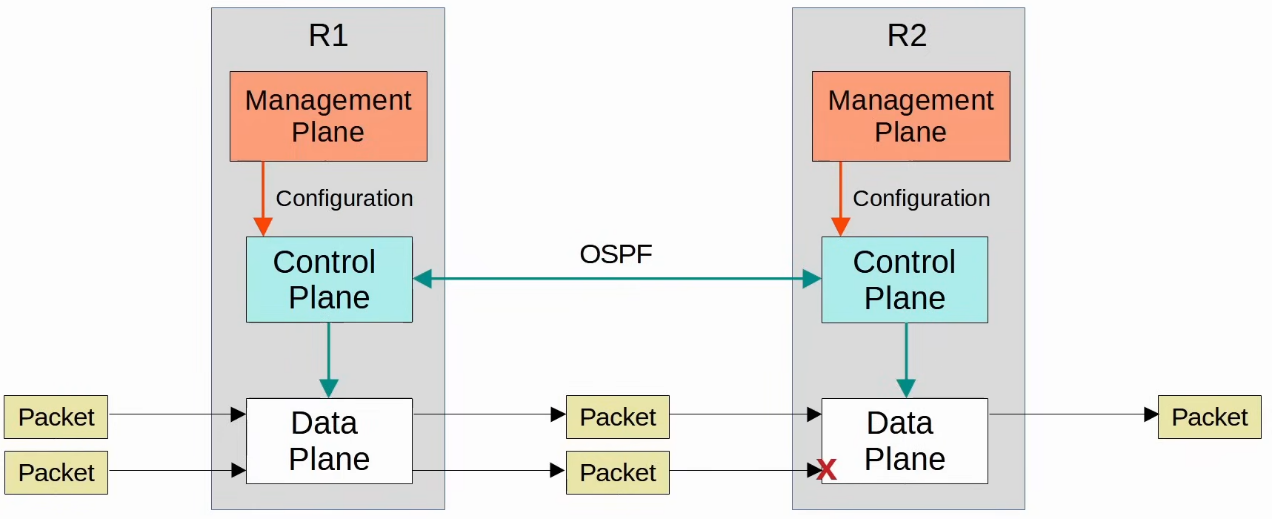 R1
R2
Management
Plane
Management
Plane
Configuration
Configuration
Control
Plane
OSPF
Control
Plane
Packet
Data
Plane
Packet
Data
Plane
Packet
Packet
Packet
X